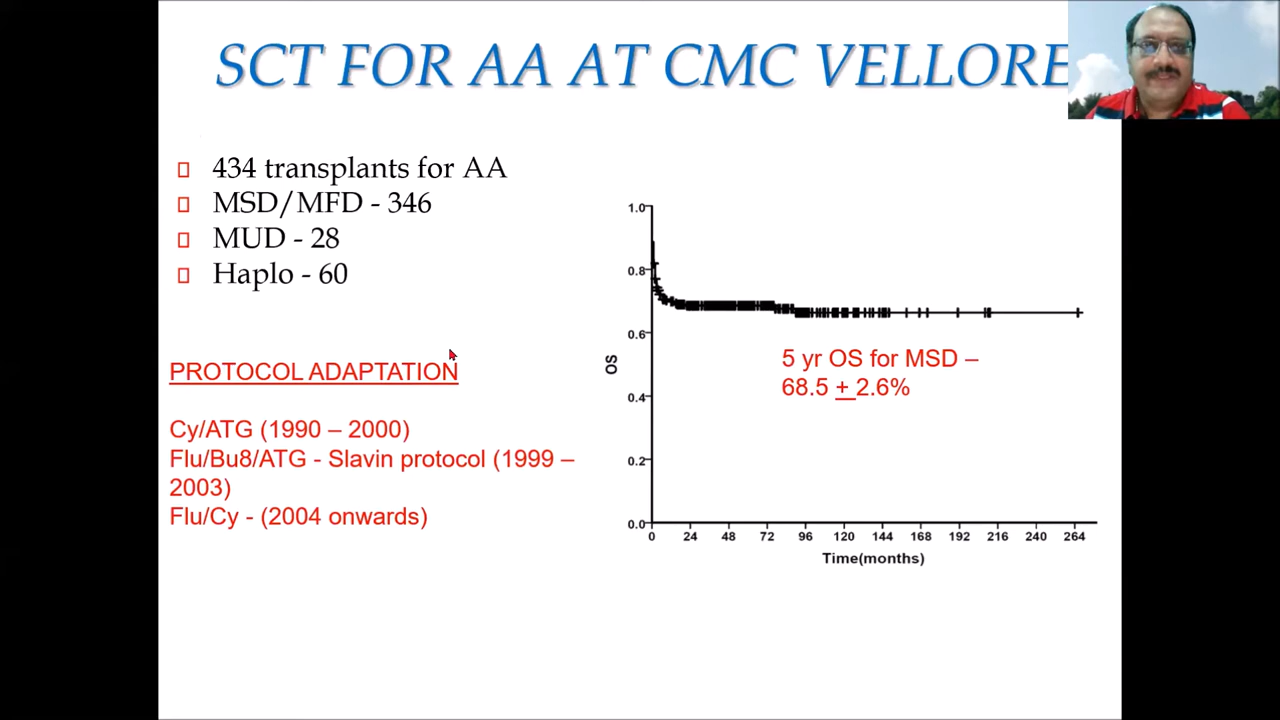 SCT FOR AA AT CMC VELLORE
434 transplants for AA
MSD/MFD - 346
MUD - 28
Haplo - 60
PROTOCOL ADAPTATION
Cy/ATG (1990 – 2000)
Flu/Bu8/ATG - Slavin protocol (1999 –
2003)
Flu/Cy - (2004 onwards)
1.0
0.8
0.6
0.4
0.2
0.0
OS
5 yr OS for MSD –
68.5 + 2.6%
0 24 48 72 96 120 144 168 192 216 240 264
Time(months)